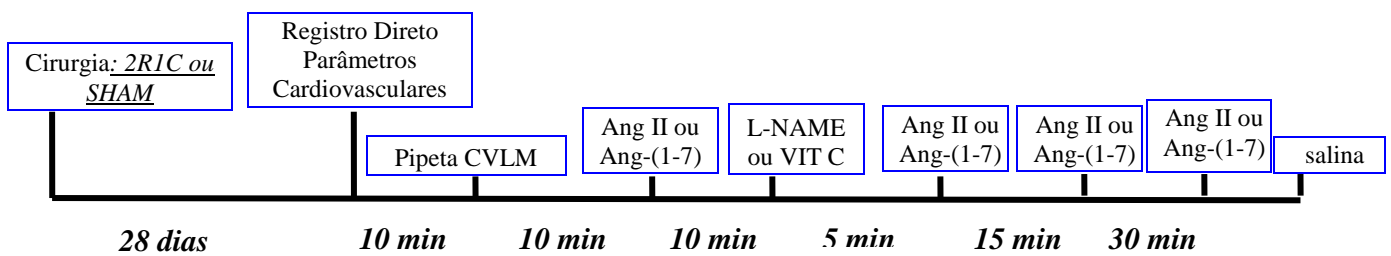 Cirurgia: 2R1C ou
SHAM
Registro Direto
Parâmetros
Cardiovasculares
Pipeta CVLM
Ang II ou
Ang-(1-7)
L-NAME
ou VIT C
Ang II ou
Ang-(1-7)
Ang II ou
Ang-(1-7)
Ang II ou
Ang-(1-7)
salina
28 dias
10 min
10 min
10 min
5 min
15 min
30 min